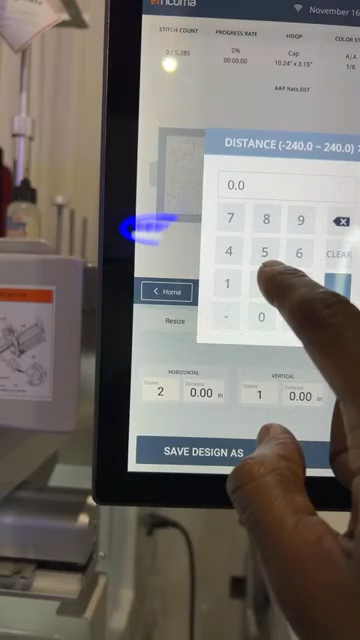 ricoma
November 16
STITCH COUNT PROGRESS RATE HOOP COLOR
0 / 5,285 0% Cap A|A
00:00.00 10.24" x 3.15" 1/6
AAP hats.DST
DISTANCE (-240.0 ~ 240.0)
0.0
7 8 9
4 5 6 CLEAR
1
- 0
< Home
Resize
HORIZONTAL VERTICAL
Copies Distance Copies Distance
2 0.00 in 1 0.00 in
SAVE DESIGN AS